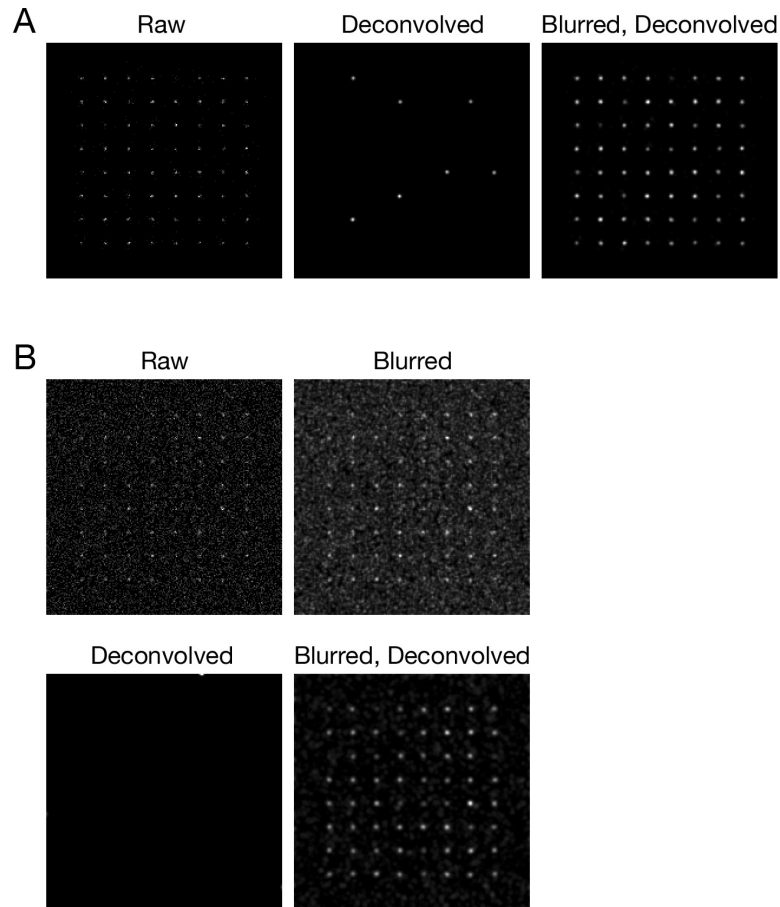 A
Raw
Deconvolved
Blurred, Deconvolved
B
Raw
Blurred
Deconvolved
Blurred, Deconvolved